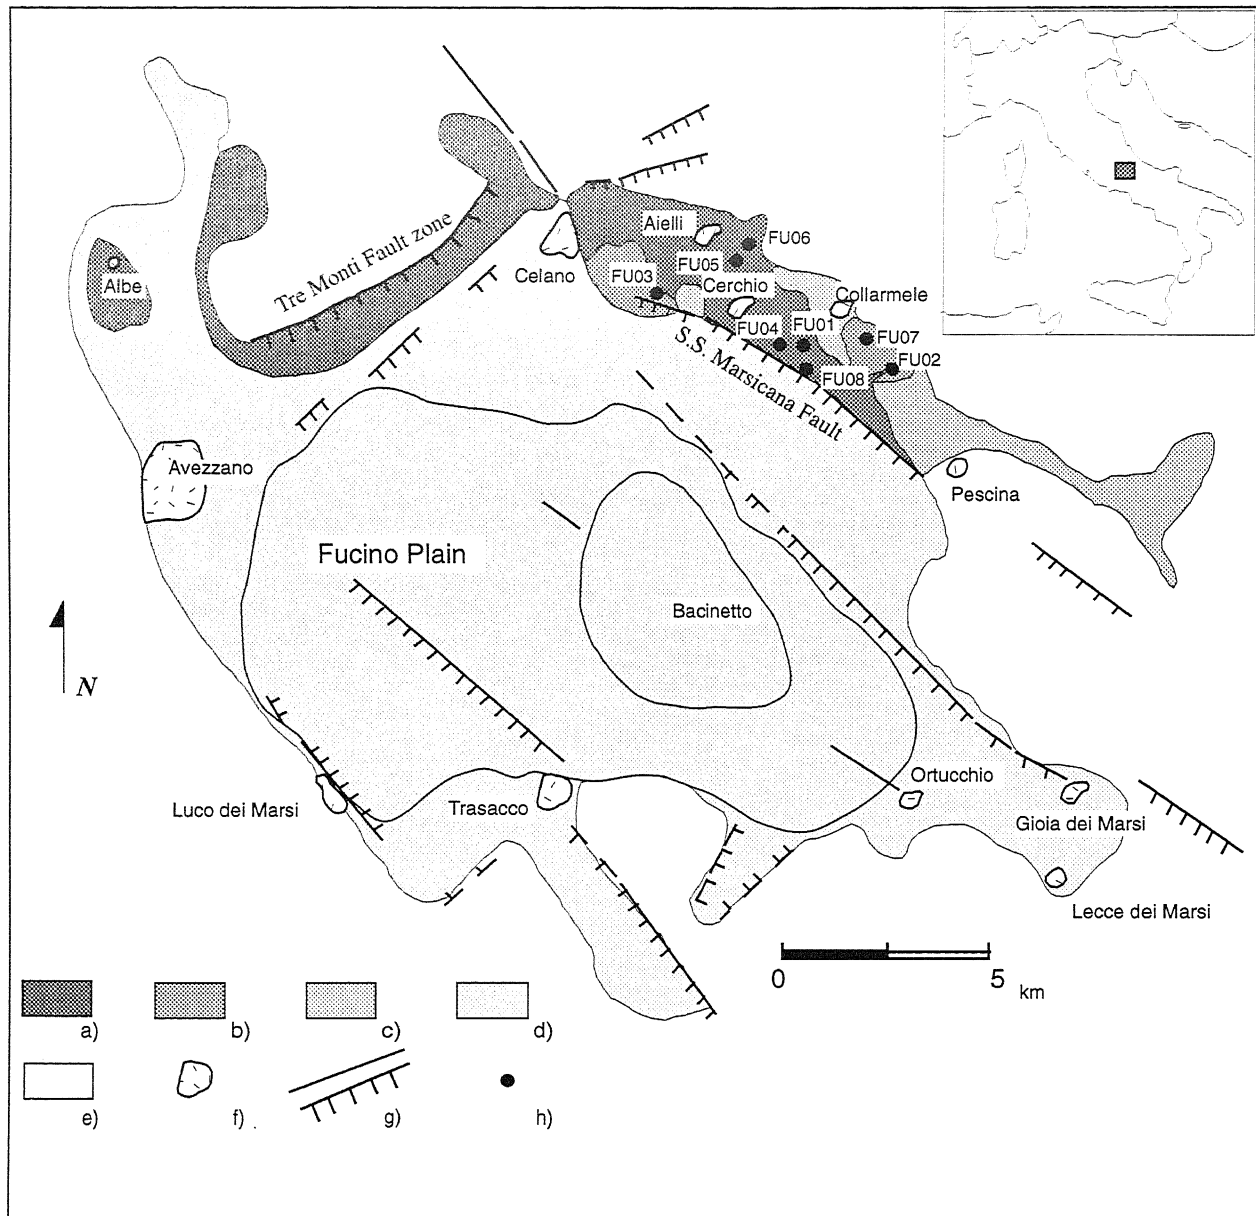 Aielli
FU06
Tre Monti Fault zone
FU05
Celano
FU03
Cerchio
Albe
Collarmele
FU04
FU01
FU07
FU02
FU08
S.S. Marsicana Fault
Avezzano
Pescina
Fucino Plain
Bacinetto
N
Ortucchio
Luco dei Marsi
Trasacco
Gioia dei Marsi
Lecce dei Marsi
0
5
km
a)
b)
c)
d)
e)
f)
g)
h)